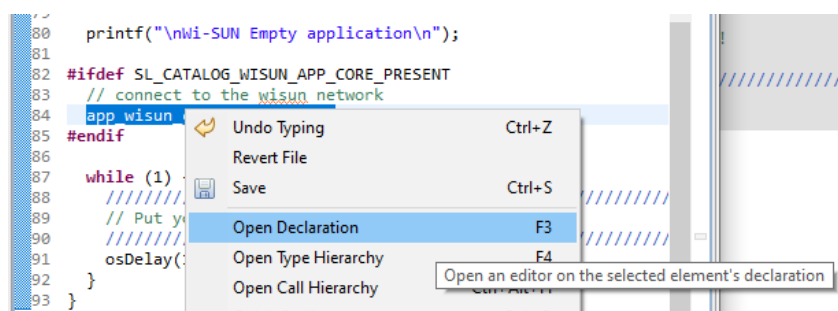 80 printf("\nWi-SUN Empty application\n");
!
81
82 #ifdef SL_CATALOG_WISUN_APP_CORE_PRESENT
83 // connect to the wisun network
/////////////
84 app_wisun
Undo Typing Ctrl+Z
85 #endif
86
Revert File
87 while (1)
Save Ctrl+S
88 ////////
/////////
89 // Put
Open Declaration F3
90 ////////
/////////
91 osDelay(
Open Type Hierarchy F4
Open an editor on the selected element's declaration
92 }
Open Call Hierarchy
93 }